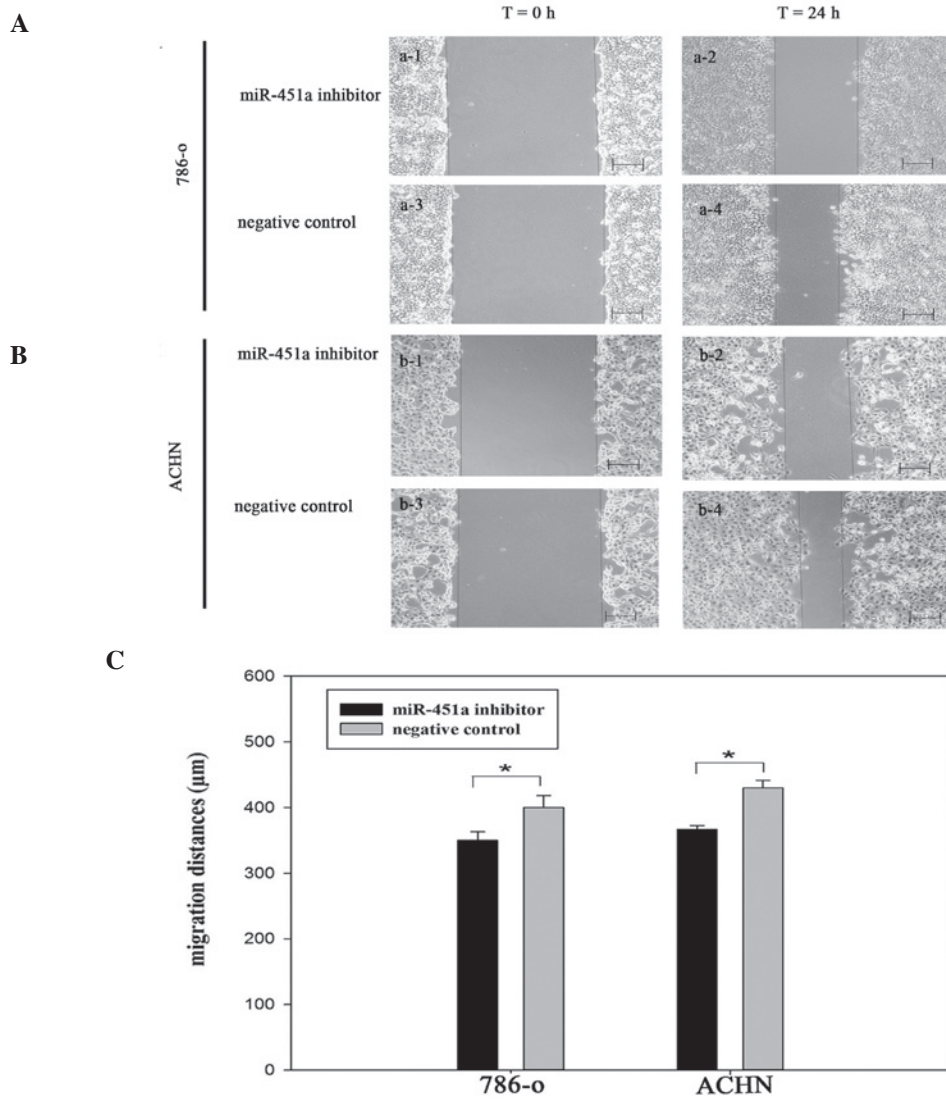 A
T = 0 h
T = 24 h
786-o
miR-451a inhibitor
a-1
a-2
negative control
a-3
a-4
B
ACHN
miR-451a inhibitor
b-1
b-2
negative control
b-3
b-4
C
migration distances (µm)
600
500
400
300
200
100
0
miR-451a inhibitor
negative control
*
*
786-o
ACHN